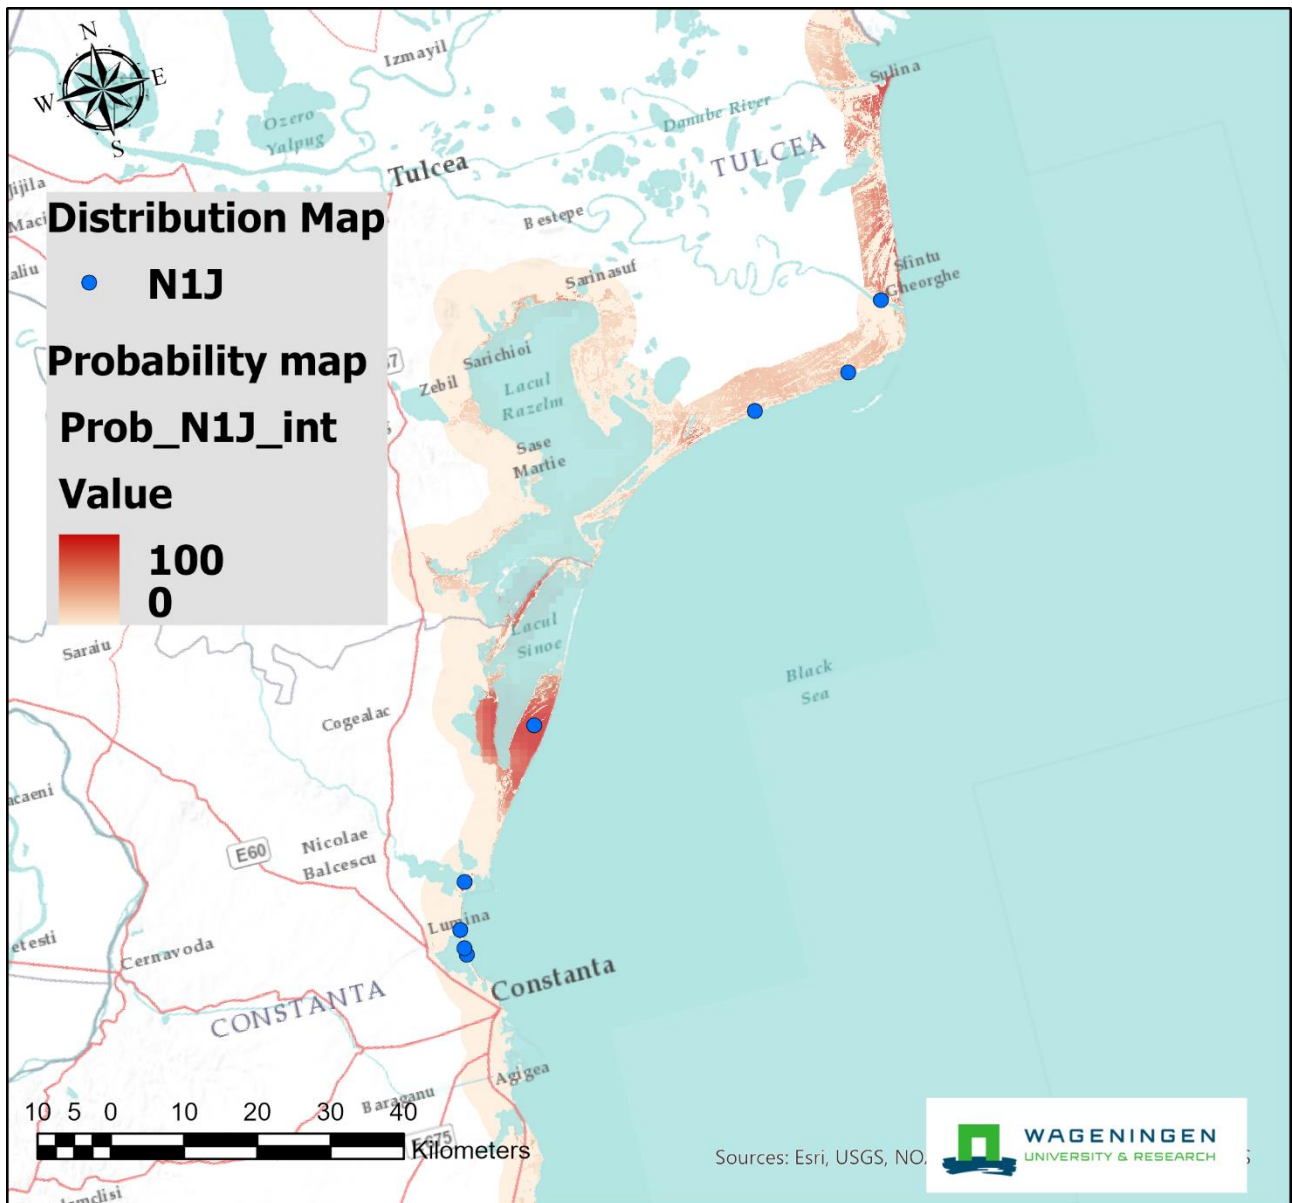 N
W
E
S
Izmayil
Ozero
Yalpug
Tulcea
Danube River
Sulina
TULCEA
Jijila
Bestepe
Sfintu
Gheorghe
Sarinasuf
Distribution Map
N1J
Probability map
Prob_N1J_int
Value
100
0
Sarichioi
Zebil
Lacul
Razelm
Sase
Martie
Lacul
Sinoe
Saraiu
Black
Sea
Cogealac
E60
Nicolae
Balcescu
Lumina
Cernavoda
Constanta
CONSTANTA
Agigea
Baraganu
E675
10 5 0 10 20 30 40
Kilometers
Sources: Esri, USGS,
WAGENINGEN
UNIVERSITY & RESEARCH